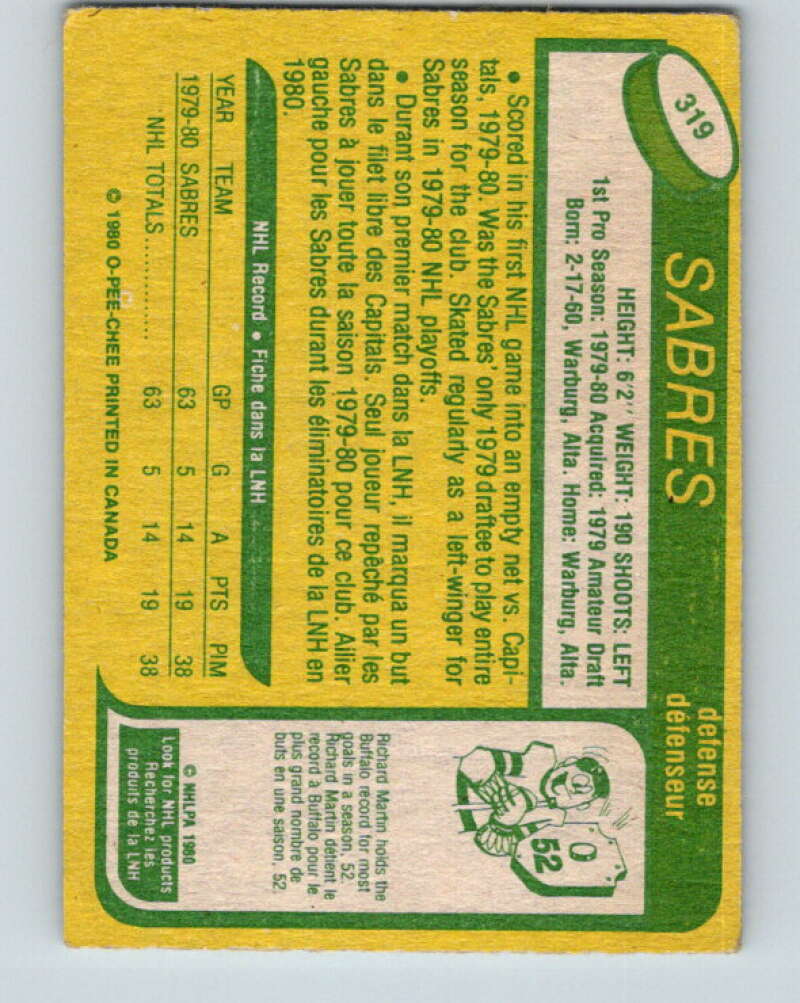 319
SABRES
defense
défenseur
HEIGHT: 6'2" WEIGHT: 190 SHOOTS: LEFT
1st Pro Season: 1979-80 Acquired: 1979 Amateur Draft
Born: 2-17-60, Warburg, Alta. Home: Warburg, Alta.
• Scored in his first NHL game into an empty net vs. Capi-
tals, 1979-80. Was the Sabres' only 1979 draftee to play entire
season for the club. Skated regularly as a left-winger for
Sabres in 1979-80 NHL playoffs.
• Durant son premier match dans la LNH, il marqua un but
dans le filet libre des Capitals. Seul joueur repêché par les
Sabres à jouer toute la saison 1979-80 pour ce club. Ailier
gauche pour les Sabres durant les éliminatoires de la LNH en
1980.
NHL Record • Fiche dans la LNH
YEAR TEAM GP G A PTS PIM
1979-80 SABRES 63 5 14 19 38
NHL TOTALS .............. 63 5 14 19 38
© 1980 O-PEE-CHEE PRINTED IN CANADA
52
Richard Martin holds the
Buffalo record for most
goals in a season, 52.
Richard Martin détient le
record à Buffalo pour le
plus grand nombre de
buts en une saison, 52.
© NHLPA 1980
Look for NHL products
Recherchez les
produits de la LNH